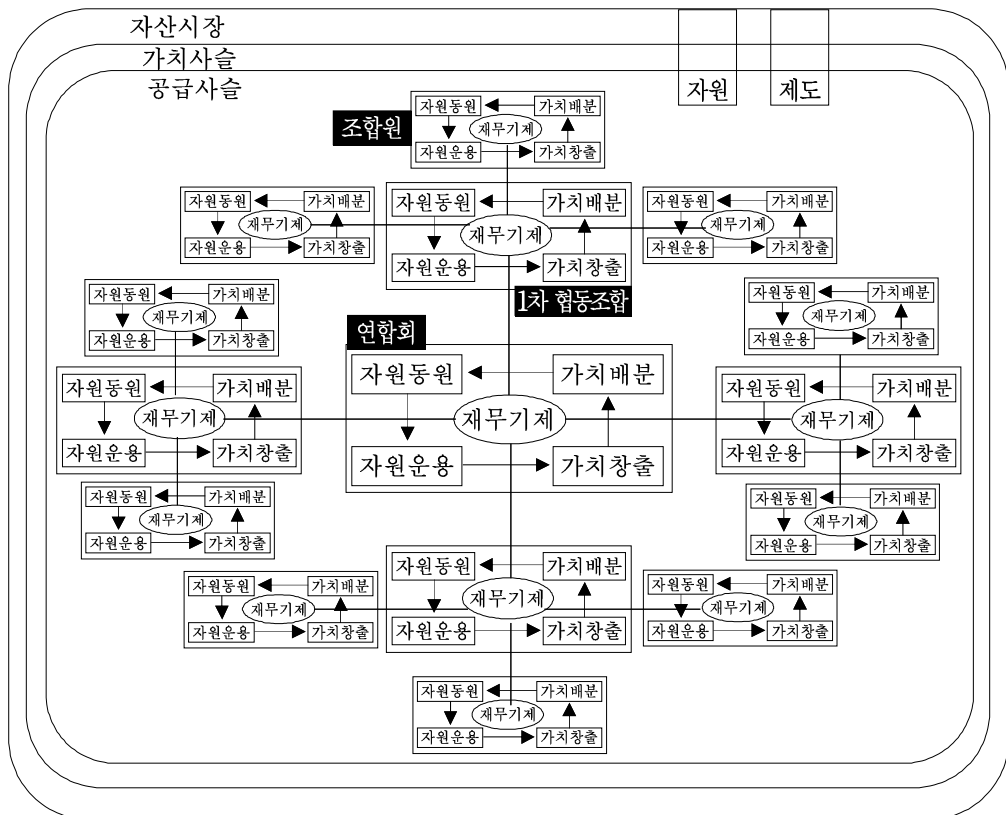 자산시장
가치사슬
공급사슬
자원 제도
조합원
자원동원 가치배분
재무기제
자원운용 가치창출
자원동원 가치배분
재무기제
자원운용 가치창출
자원동원 가치배분
재무기제
자원운용 가치창출
1차 협동조합
자원동원 가치배분
재무기제
자원운용 가치창출
자원동원 가치배분
재무기제
자원운용 가치창출
연합회
자원동원 가치배분
재무기제
자원운용 가치창출
자원동원 가치배분
재무기제
자원운용 가치창출
자원동원 가치배분
재무기제
자원운용 가치창출
자원동원 가치배분
재무기제
자원운용 가치창출
자원동원 가치배분
재무기제
자원운용 가치창출
자원동원 가치배분
재무기제
자원운용 가치창출
자원동원 가치배분
재무기제
자원운용 가치창출
자원동원 가치배분
재무기제
자원운용 가치창출
자원동원 가치배분
재무기제
자원운용 가치창출
자원동원 가치배분
재무기제
자원운용 가치창출